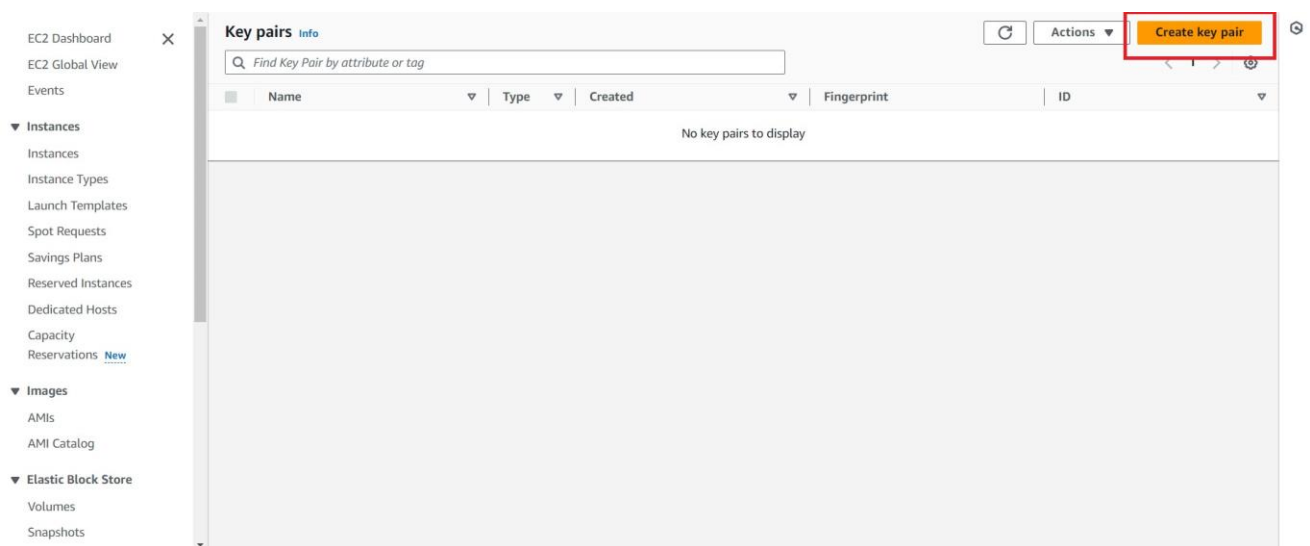 EC2 Dashboard
EC2 Global View
Events
Instances
Instances
Instance Types
Launch Templates
Spot Requests
Savings Plans
Reserved Instances
Dedicated Hosts
Capacity
Reservations New
Images
AMIs
AMI Catalog
Elastic Block Store
Volumes
Snapshots
Key pairs Info
Actions
Create key pair
Find Key Pair by attribute or tag
1
Name Type Created Fingerprint ID
No key pairs to display